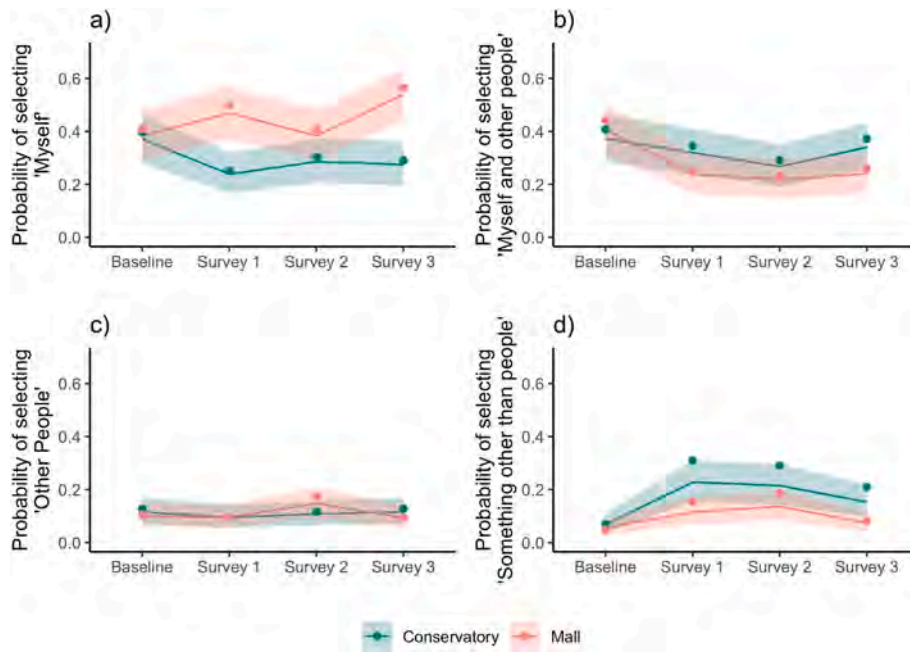 a)
Probability of selecting
'Myself'
0.6
0.4
0.2
0.0
Baseline Survey 1 Survey 2 Survey 3
b)
Probability of selecting
'Myself and other people'
0.6
0.4
0.2
0.0
Baseline Survey 1 Survey 2 Survey 3
c)
Probability of selecting
'Other People'
0.6
0.4
0.2
0.0
Baseline Survey 1 Survey 2 Survey 3
d)
Probability of selecting
'Something other than people'
0.6
0.4
0.2
0.0
Baseline Survey 1 Survey 2 Survey 3
Conservatory Mall